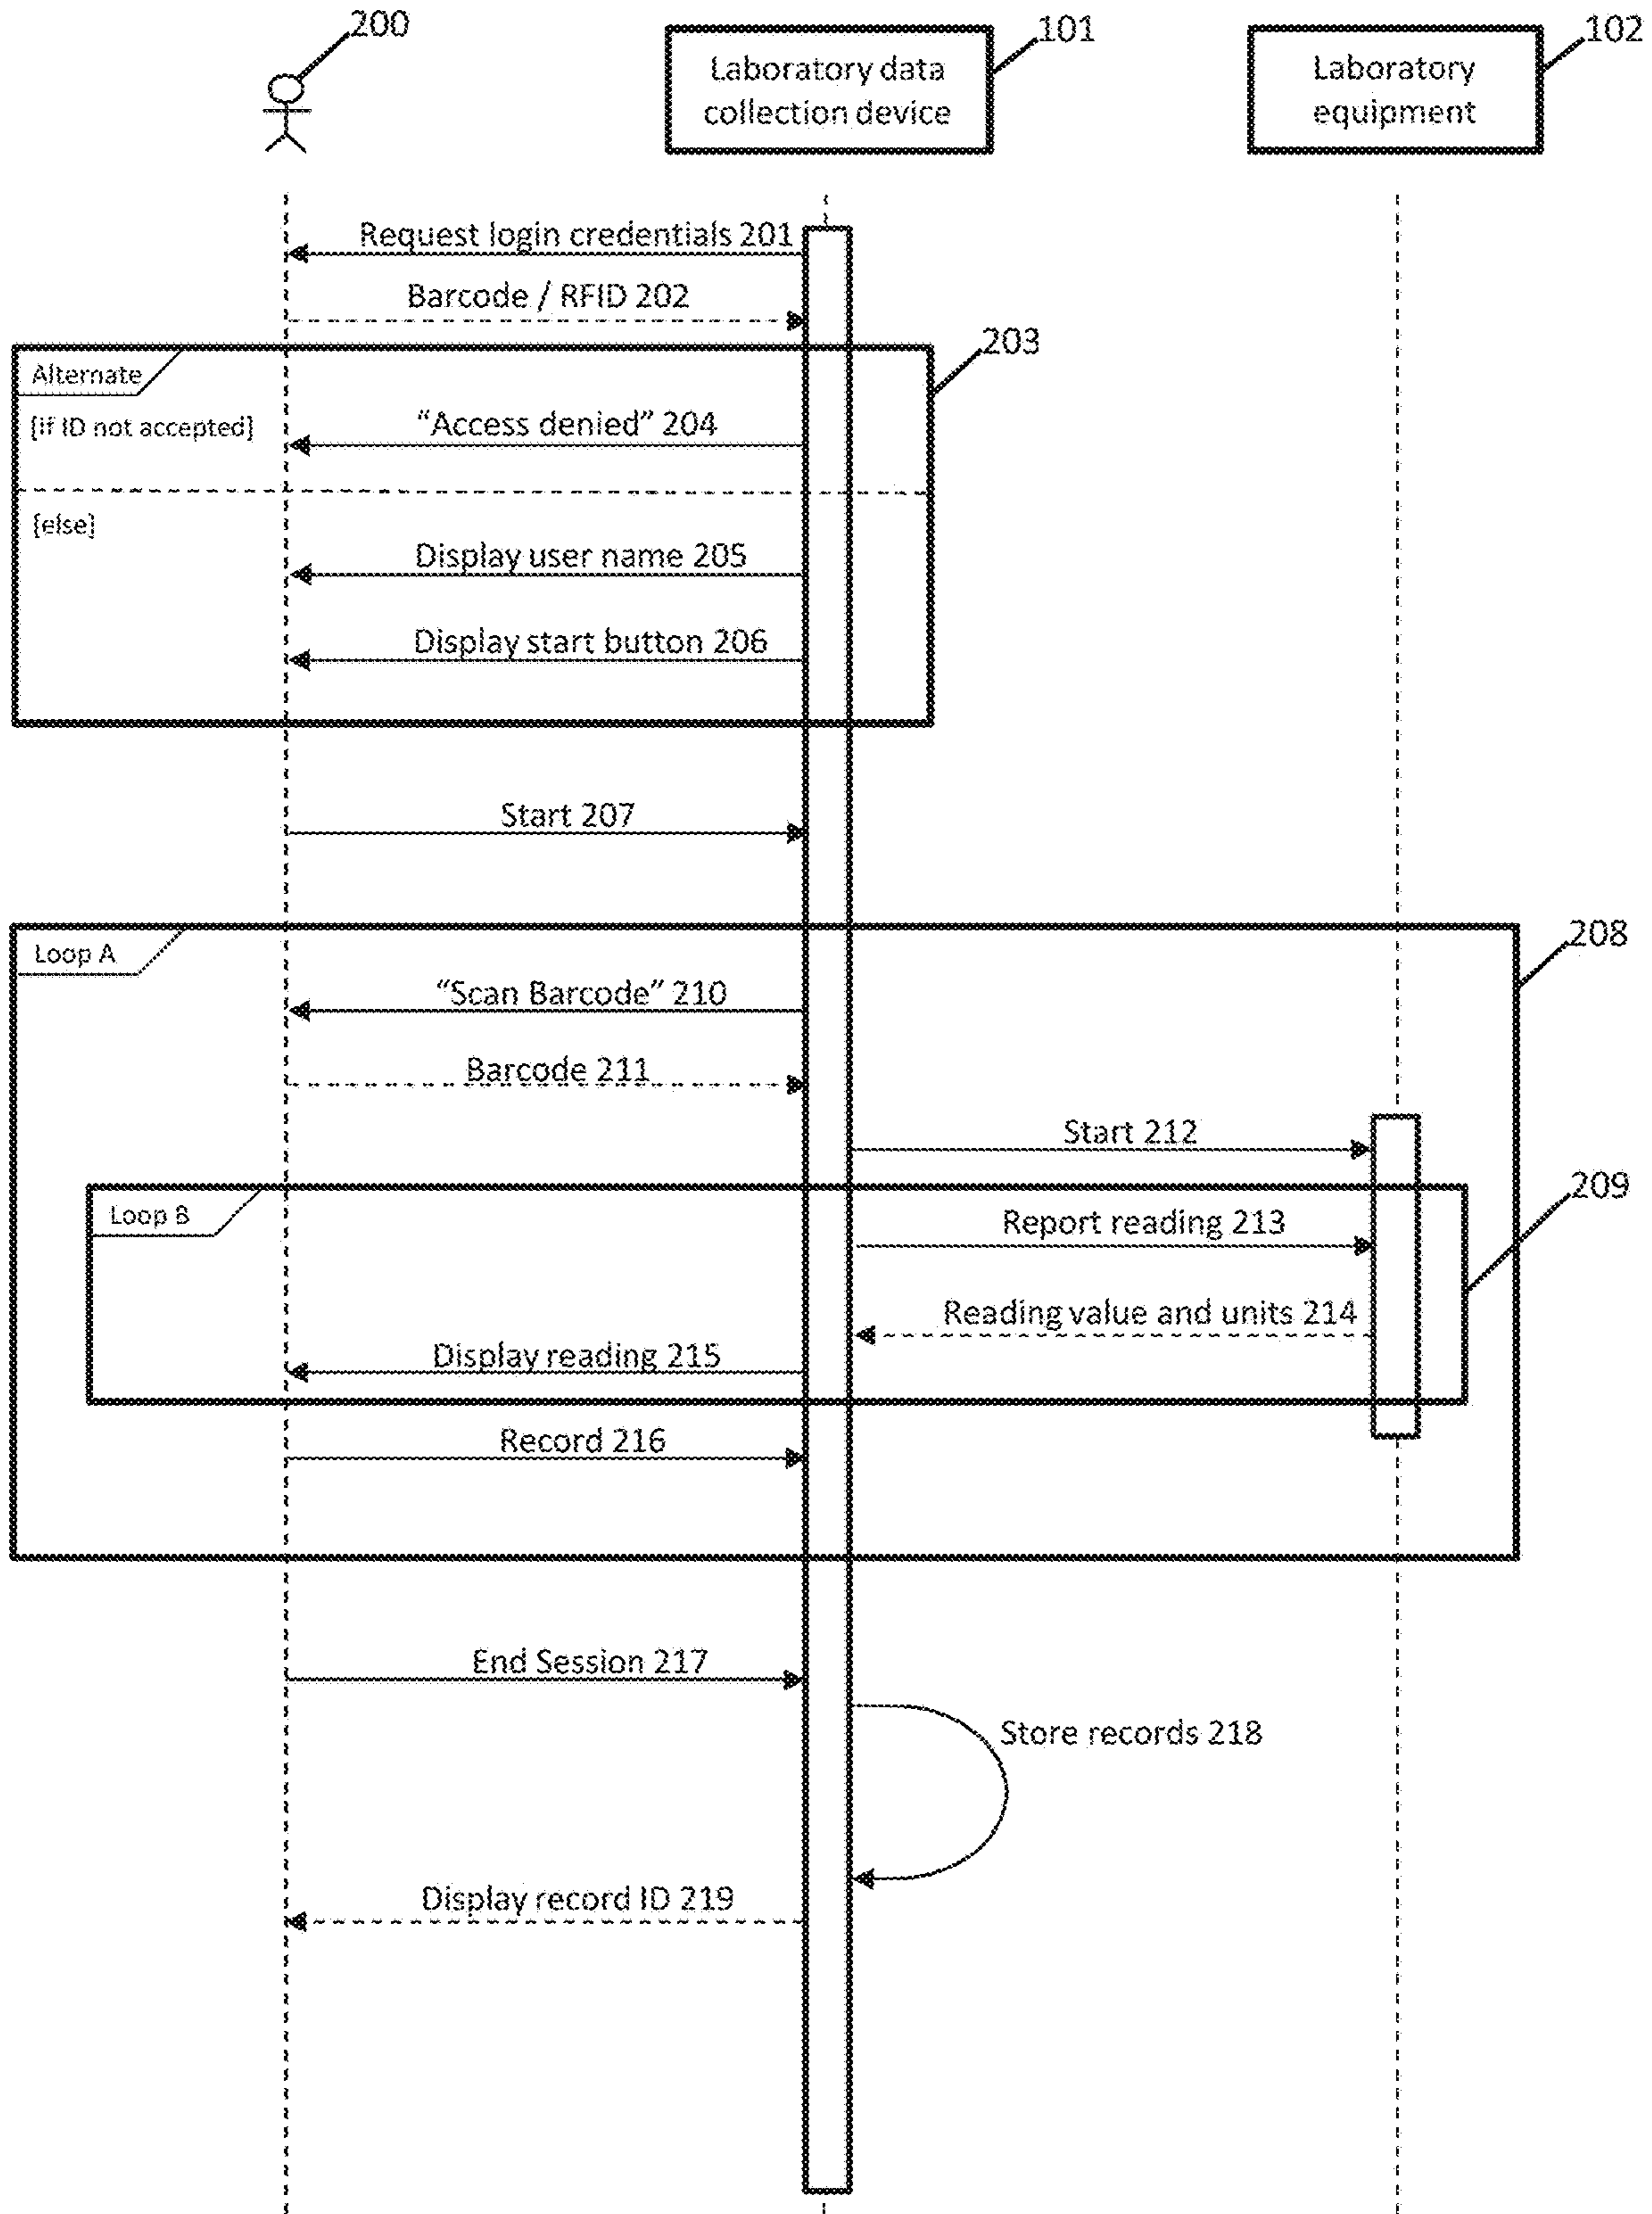 200
101
102
Laboratory data
collection device
Laboratory
equipment
Request login credentials 201
Barcode / RFID 202
203
Alternate
[if ID not accepted]
“Access denied” 204
[else]
Display user name 205
Display start button 206
Start 207
208
Loop A
“Scan Barcode” 210
Barcode 211
Start 212
209
Loop B
Report reading 213
Reading value and units 214
Display reading 215
Record 216
End Session 217
Store records 218
Display record ID 219